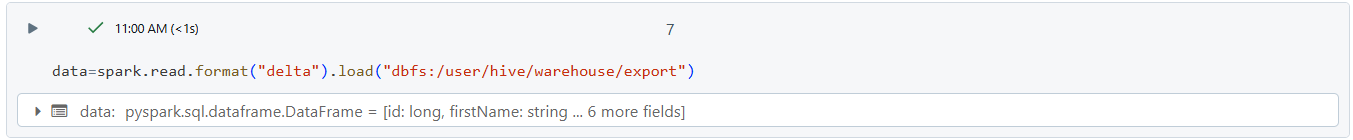 11:00 AM (<1s) 7
data=spark.read.format("delta").load("dbfs:/user/hive/warehouse/export")
data: pyspark.sql.dataframe.DataFrame = [id: long, firstName: string ... 6 more fields]